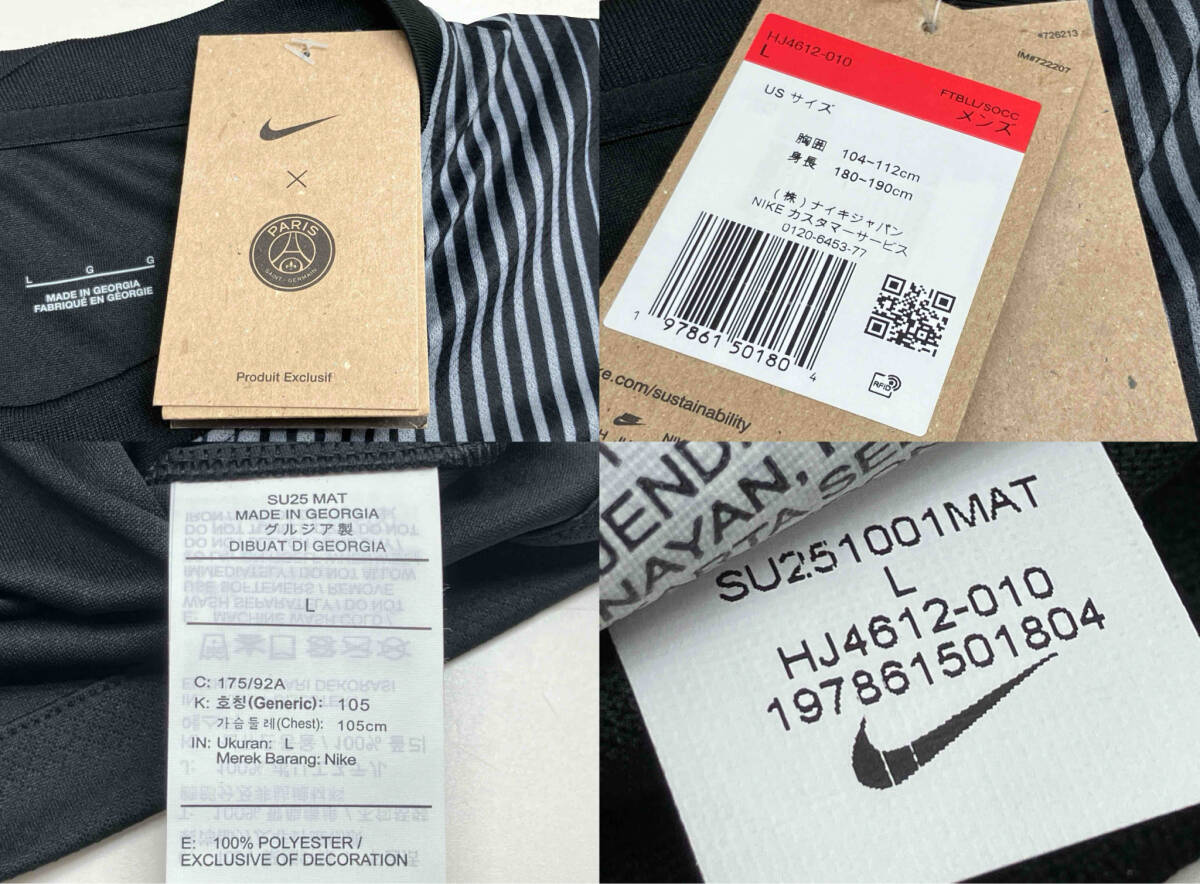 PARIS
SAINT-GERMAIN
L G G
MADE IN GEORGIA
FABRIQUÉ EN GÉORGIE
Produit Exclusif
HJ4612-010
L
FTBLL/SOCC
メンズ
#726213
IM#722207
US サイズ
胸囲 104-112cm
身長 180-190cm
(株)ナイキジャパン
NIKE カスタマーサービス
0120-6453-77
1 97861 50180 4
RFID
ke.com/sustainability
SU25 MAT
MADE IN GEORGIA
グルジア製
DIBUAT DI GEORGIA
L
C: 175/92A
K: 호칭(Generic): 105
가슴둘레(Chest): 105cm
IN: Ukuran: L
Merek Barang: Nike
E: 100% POLYESTER /
EXCLUSIVE OF DECORATION
SU251001MAT
L
HJ4612-010
197861501804